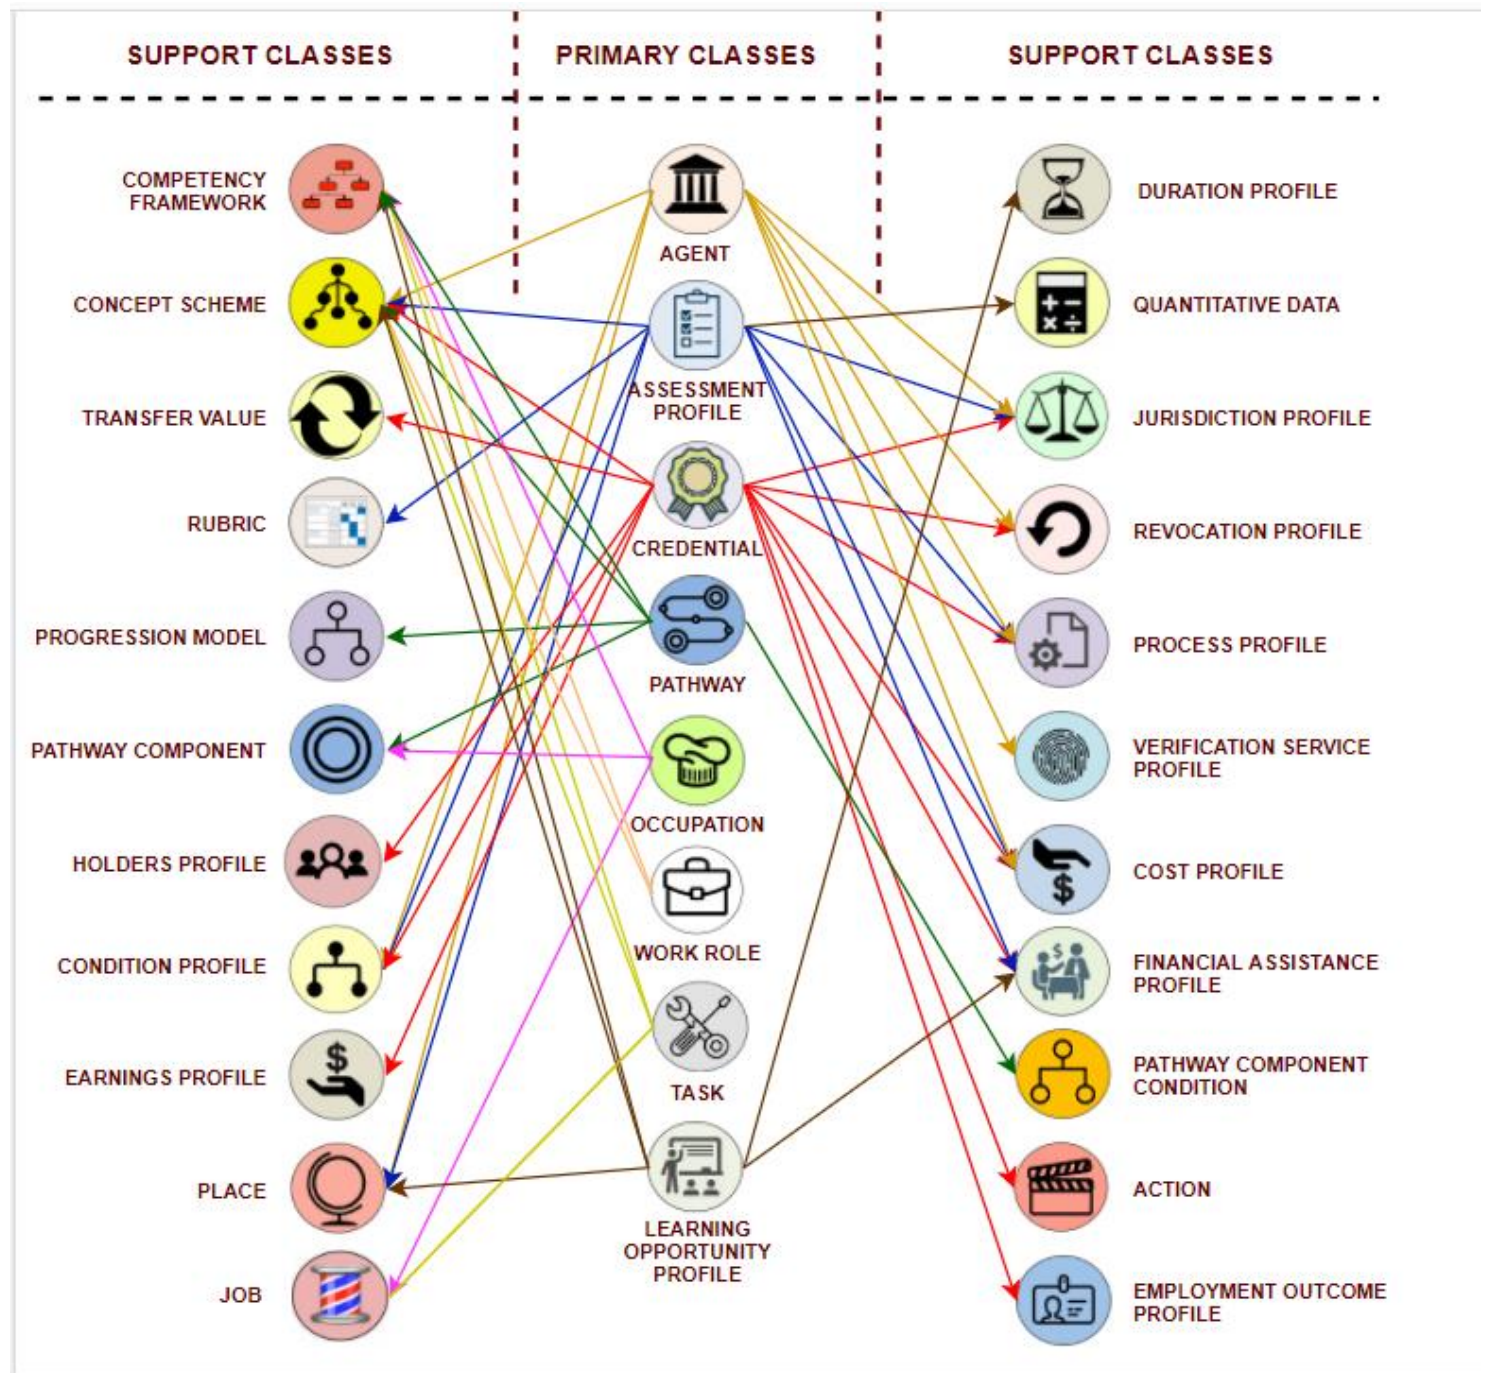 SUPPORT CLASSES
PRIMARY CLASSES
SUPPORT CLASSES
COMPETENCY
FRAMEWORK
CONCEPT SCHEME
TRANSFER VALUE
RUBRIC
PROGRESSION MODEL
PATHWAY COMPONENT
HOLDERS PROFILE
CONDITION PROFILE
EARNINGS PROFILE
PLACE
JOB
AGENT
ASSESSMENT
PROFILE
CREDENTIAL
PATHWAY
OCCUPATION
WORK ROLE
TASK
LEARNING
OPPORTUNITY
PROFILE
DURATION PROFILE
QUANTITATIVE DATA
JURISDICTION PROFILE
REVOCATION PROFILE
PROCESS PROFILE
VERIFICATION SERVICE
PROFILE
COST PROFILE
FINANCIAL ASSISTANCE
PROFILE
PATHWAY COMPONENT
CONDITION
ACTION
EMPLOYMENT OUTCOME
PROFILE